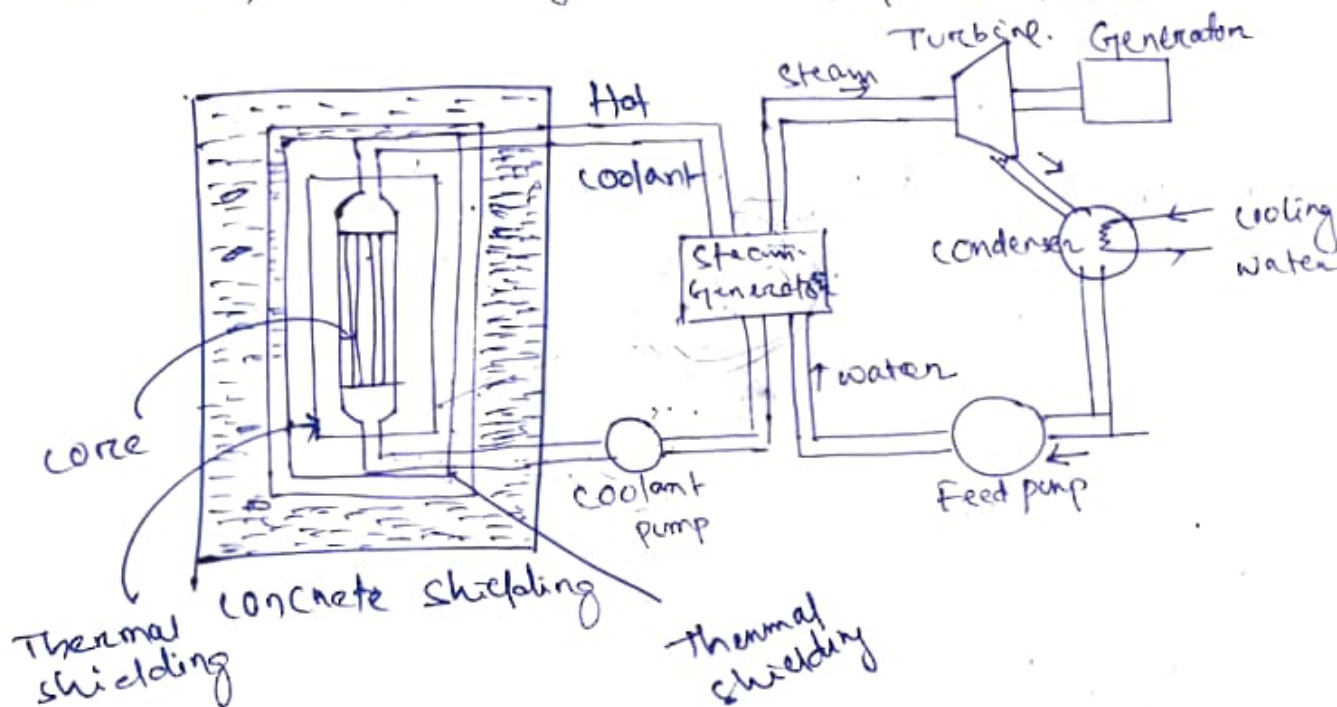 Turbine.
Generator
steam
Hot
coolant
Steam-
Generator
condenser
cooling
water
water
core
coolant
pump
Feed pump
concrete shielding
Thermal
shielding
Thermal
shielding